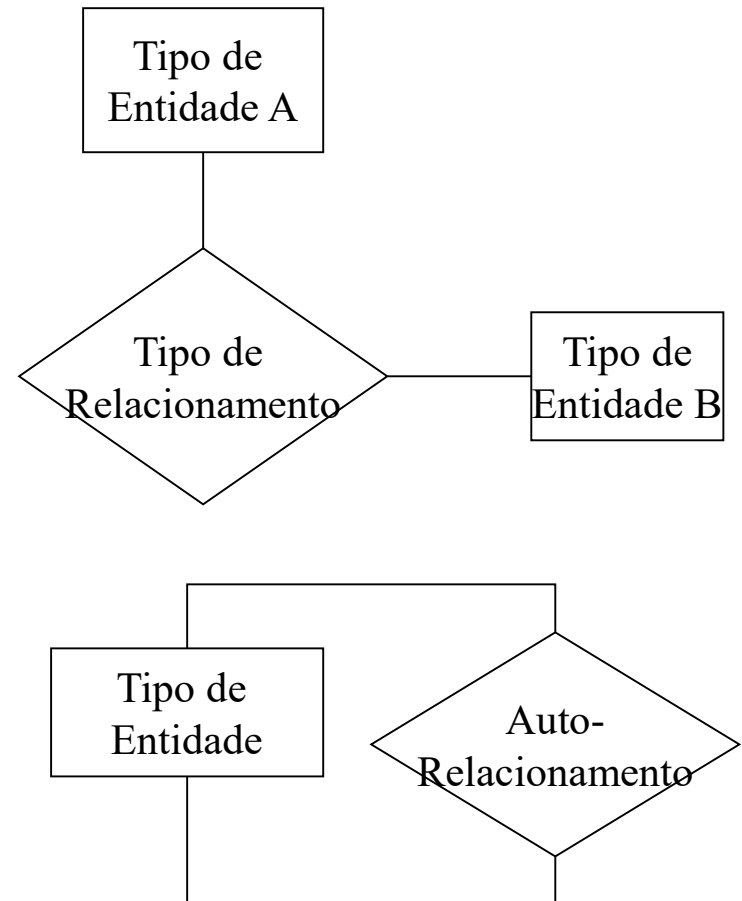 Tipo de
Entidade A
Tipo de
Relacionamento
Tipo de
Entidade B
Tipo de
Entidade
Auto-
Relacionamento